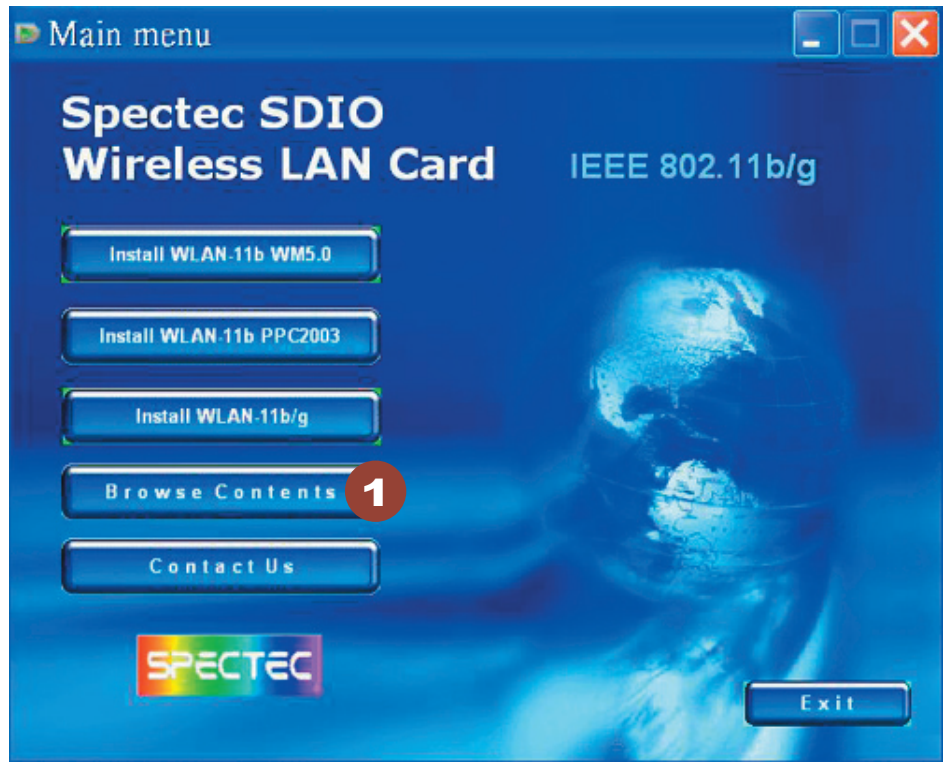 Main menu
Spectec SDIO
Wireless LAN Card
IEEE 802.11b/g
Install WLAN-11b WM5.0
Install WLAN-11b PPC2003
Install WLAN-11b/g
Browse Contents
1
Contact Us
SPECTEC
Exit